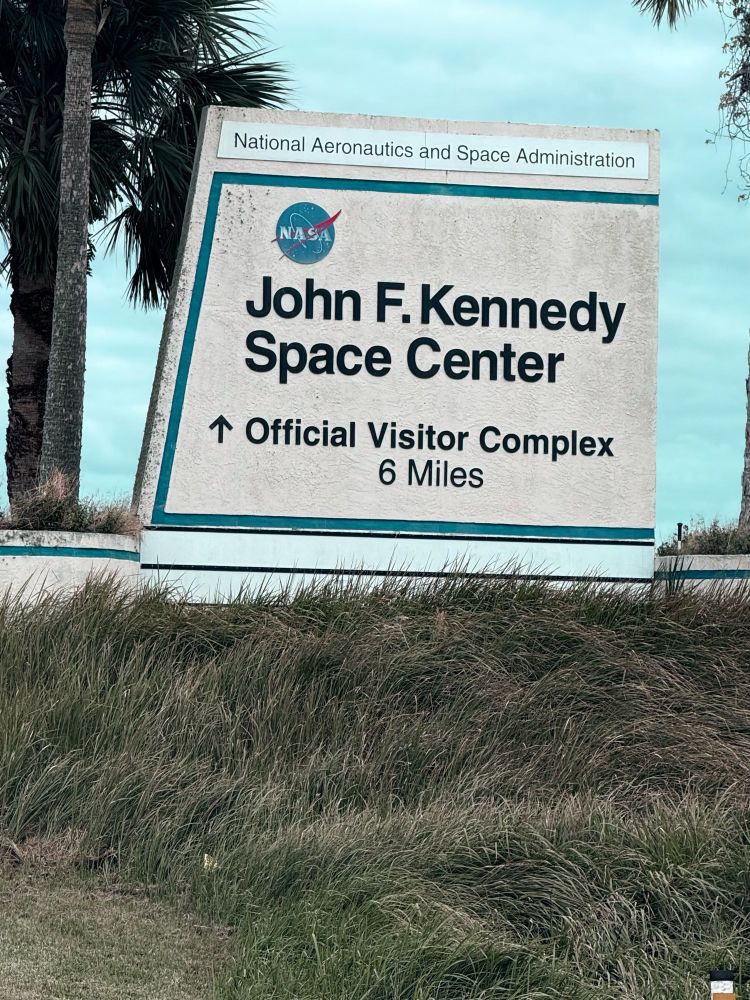 National Aeronautics and Space Administration
NASA
John F. Kennedy
Space Center
↑ Official Visitor Complex
6 Miles